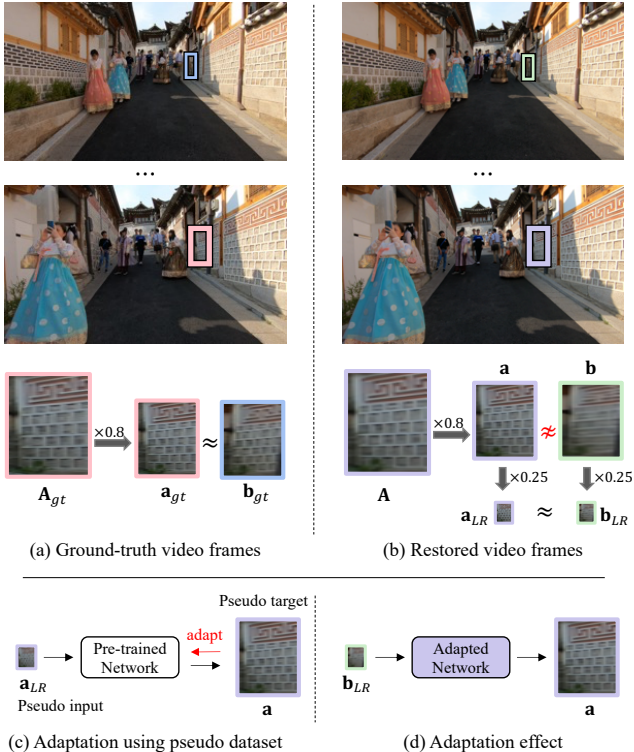 ...
...
a b
×0.8
≈
×0.8
≉
A_gt
a_gt
b_gt
A
×0.25
×0.25
a_LR
≈
b_LR
(a) Ground-truth video frames
(b) Restored video frames
Pseudo target
adapt
Pre-trained
Network
a_LR
Pseudo input
a
Adapted
Network
b_LR
a
(c) Adaptation using pseudo dataset
(d) Adaptation effect